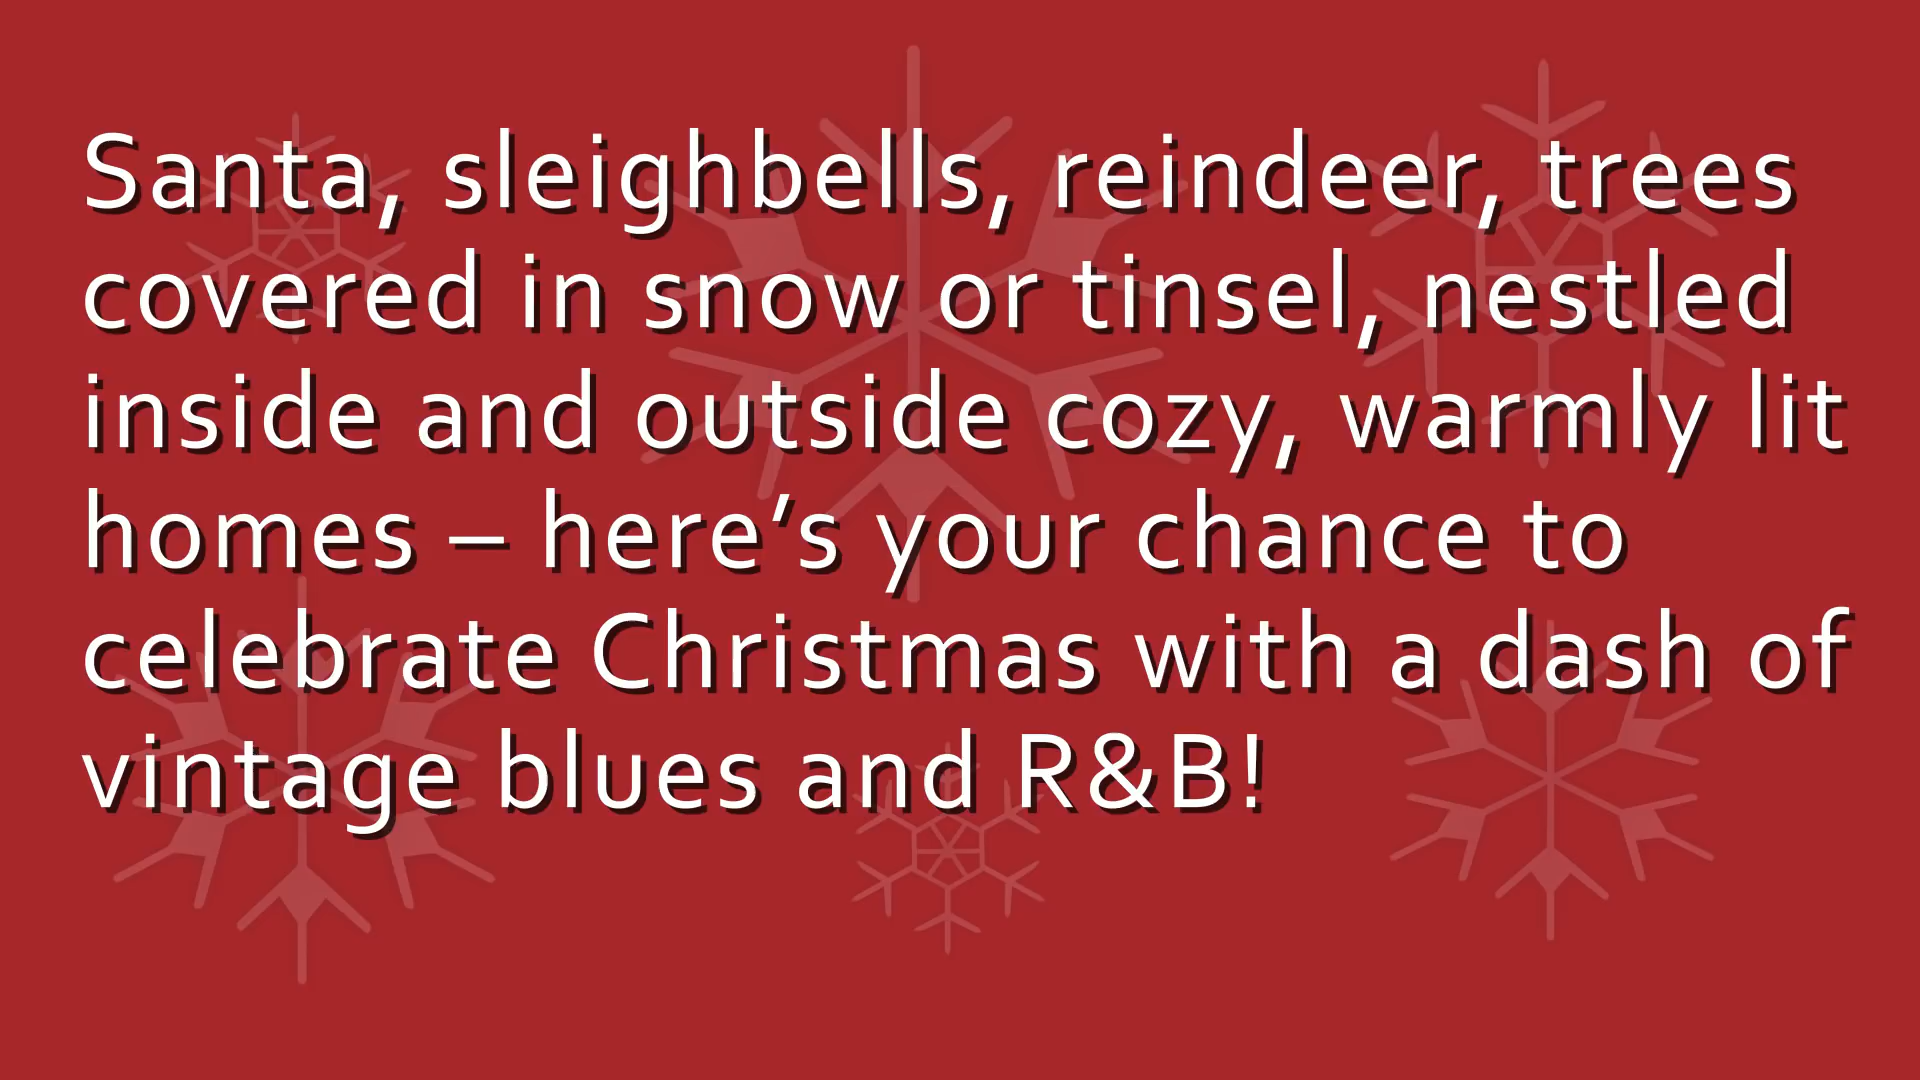 Santa, sleighbells, reindeer, trees
covered in snow or tinsel, nestled
inside and outside cozy, warmly lit
homes – here’s your chance to
celebrate Christmas with a dash of
vintage blues and R&B!